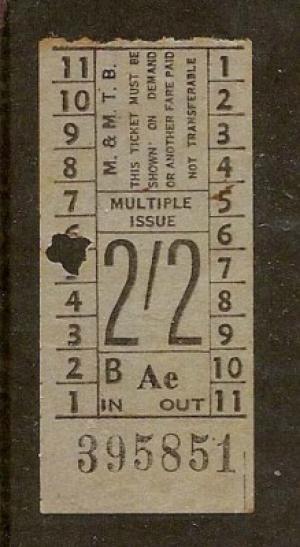 M. & M. T. B.
THIS TICKET MUST BE
'SHOWN' ON DEMAND
OR ANOTHER FARE PAID
NOT TRANSFERABLE
11
10
9
8
7
6
4
3
2
1
MULTIPLE
ISSUE
2/2
B Ae
IN OUT
1
2
3
4
5
6
7
8
9
10
11
395851